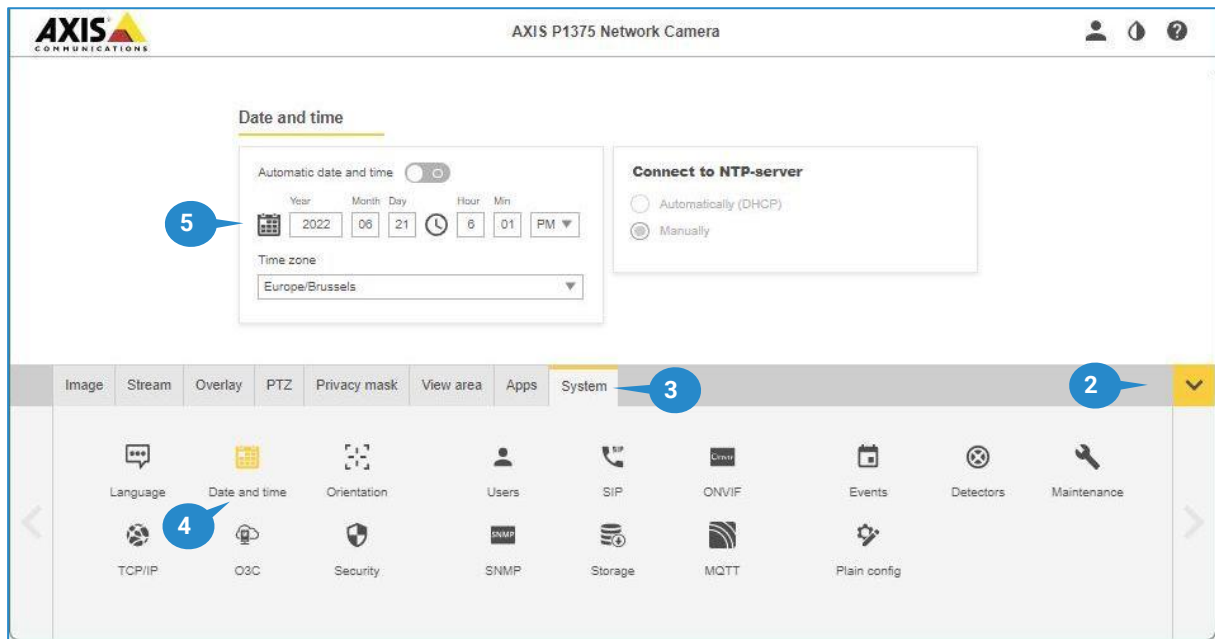 AXIS
COMMUNICATIONS
AXIS P1375 Network Camera
Date and time
Automatic date and time
Year Month Day Hour Min
2022 06 21 6 01 PM
5
Time zone
Europe/Brussels
Connect to NTP-server
Automatically (DHCP)
Manually
Image Stream Overlay PTZ Privacy mask View area Apps System 3 2
Language Date and time Orientation Users SIP ONVIF Events Detectors Maintenance
4
SNMP
TCP/IP O3C Security SNMP Storage MQTT Plain config